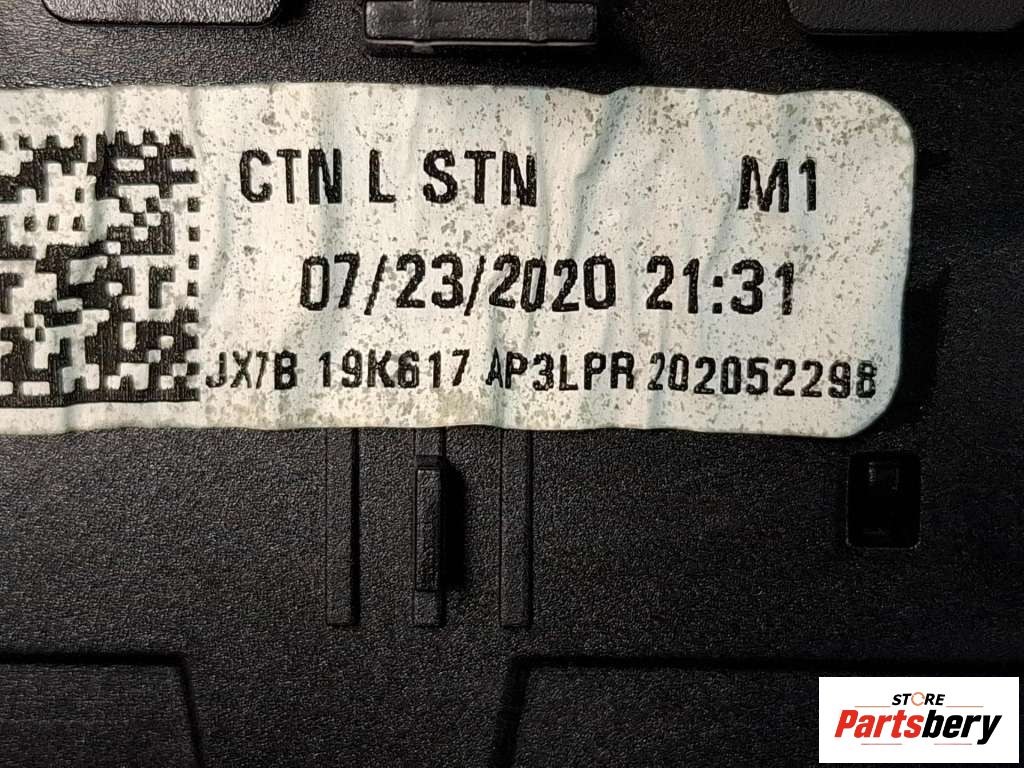 CTN L STN M1
07/23/2020 21:31
JX7B 19K617 AP3LPR 202052298
STORE
Partsbery